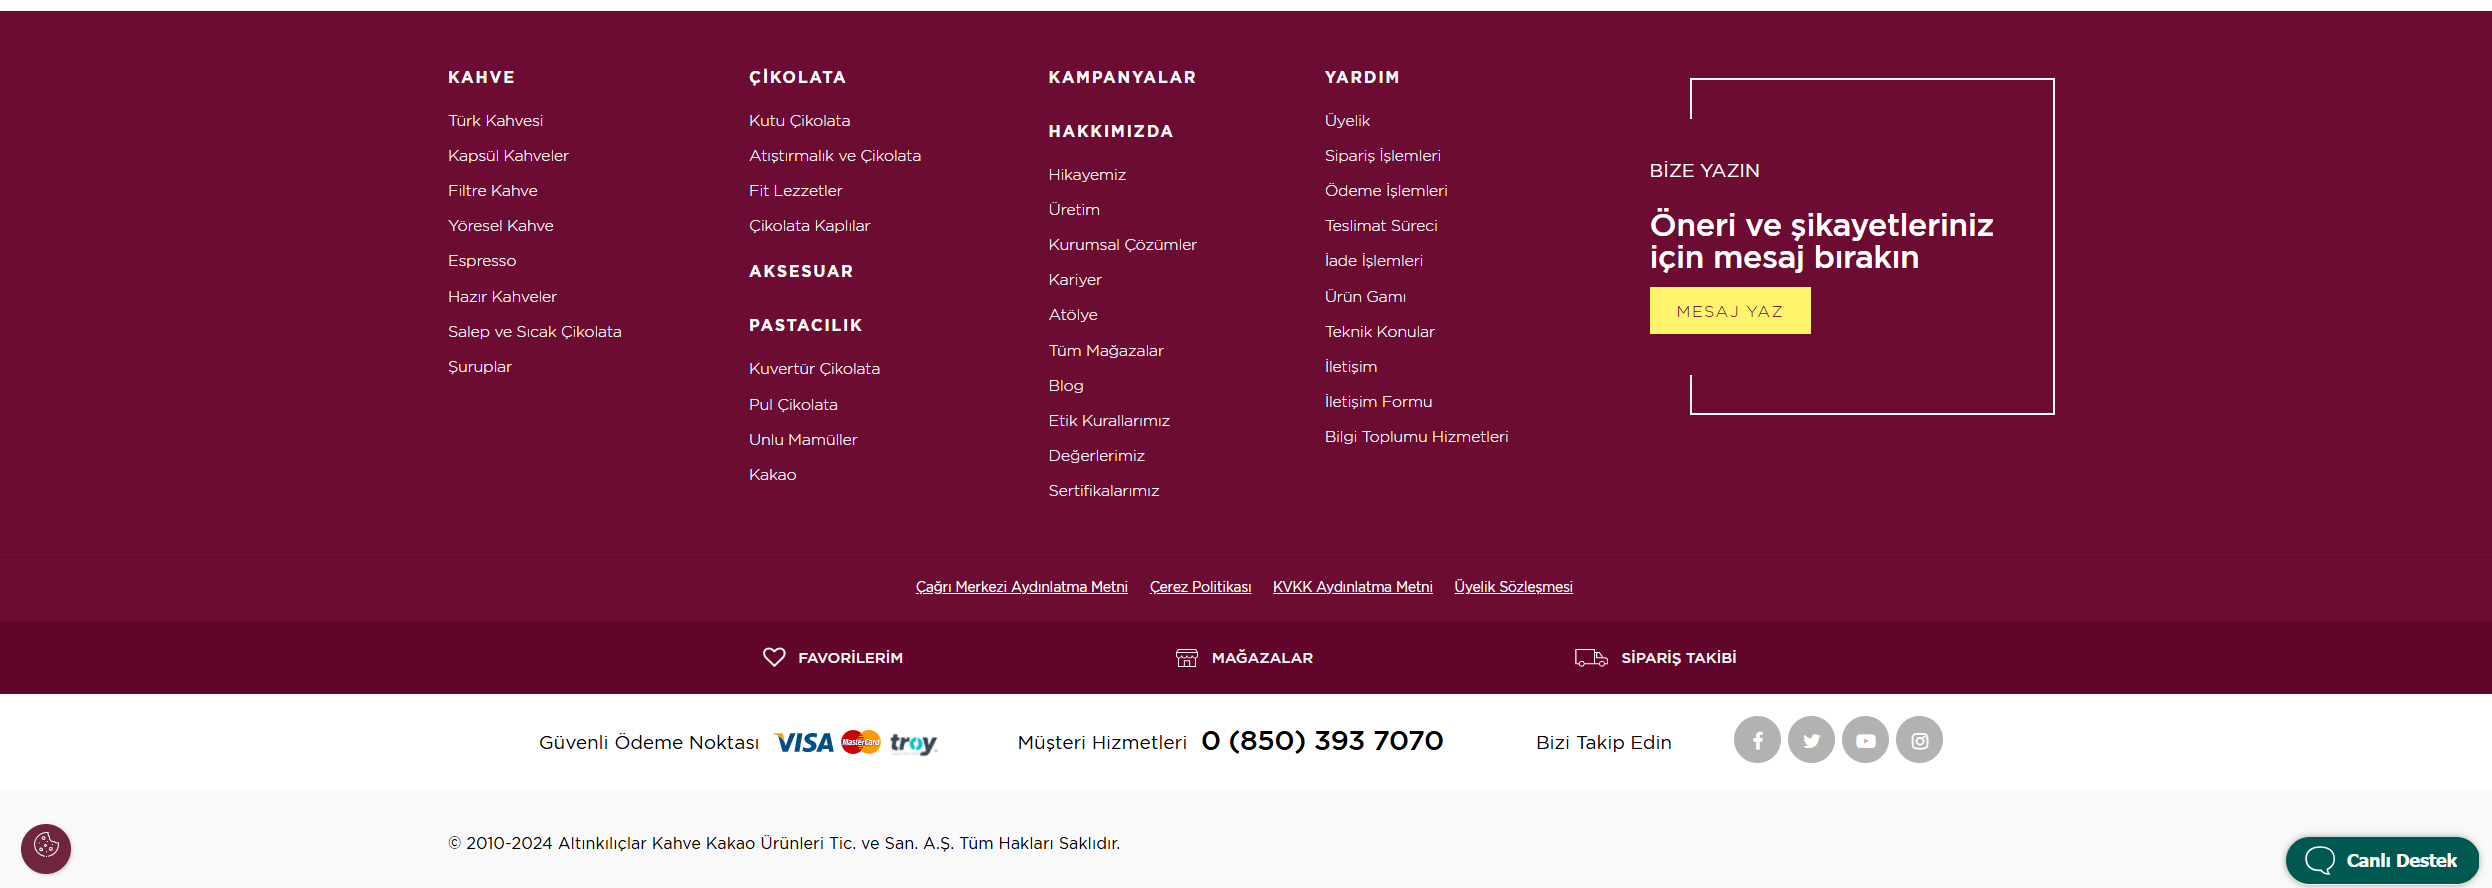 KAHVE
Türk Kahvesi
Kapsül Kahveler
Filtre Kahve
Yöresel Kahve
Espresso
Hazır Kahveler
Salep ve Sıcak Çikolata
Şuruplar
ÇİKOLATA
Kutu Çikolata
Atıştırmalık ve Çikolata
Fit Lezzetler
Çikolata Kaplılar
AKSESUAR
PASTACILIK
Kuvertür Çikolata
Pul Çikolata
Unlu Mamüller
Kakao
KAMPANYALAR
HAKKIMIZDA
Hikayemiz
Üretim
Kurumsal Çözümler
Kariyer
Atölye
Tüm Mağazalar
Blog
Etik Kurallarımız
Değerlerimiz
Sertifikalarımız
YARDIM
Üyelik
Sipariş İşlemleri
Ödeme İşlemleri
Teslimat Süreci
İade İşlemleri
Ürün Gamı
Teknik Konular
İletişim
İletişim Formu
Bilgi Toplumu Hizmetleri
BİZE YAZIN
Öneri ve şikayetleriniz
için mesaj bırakın
MESAJ YAZ
Çağrı Merkezi Aydınlatma Metni Çerez Politikası KVKK Aydınlatma Metni Üyelik Sözleşmesi
FAVORİLERİM MAĞAZALAR SİPARİŞ TAKİBİ
Güvenli Ödeme Noktası VISA MasterCard troy Müşteri Hizmetleri 0 (850) 393 7070 Bizi Takip Edin
© 2010-2024 Altınkılıçlar Kahve Kakao Ürünleri Tic. ve San. A.Ş. Tüm Hakları Saklıdır.
Canlı Destek